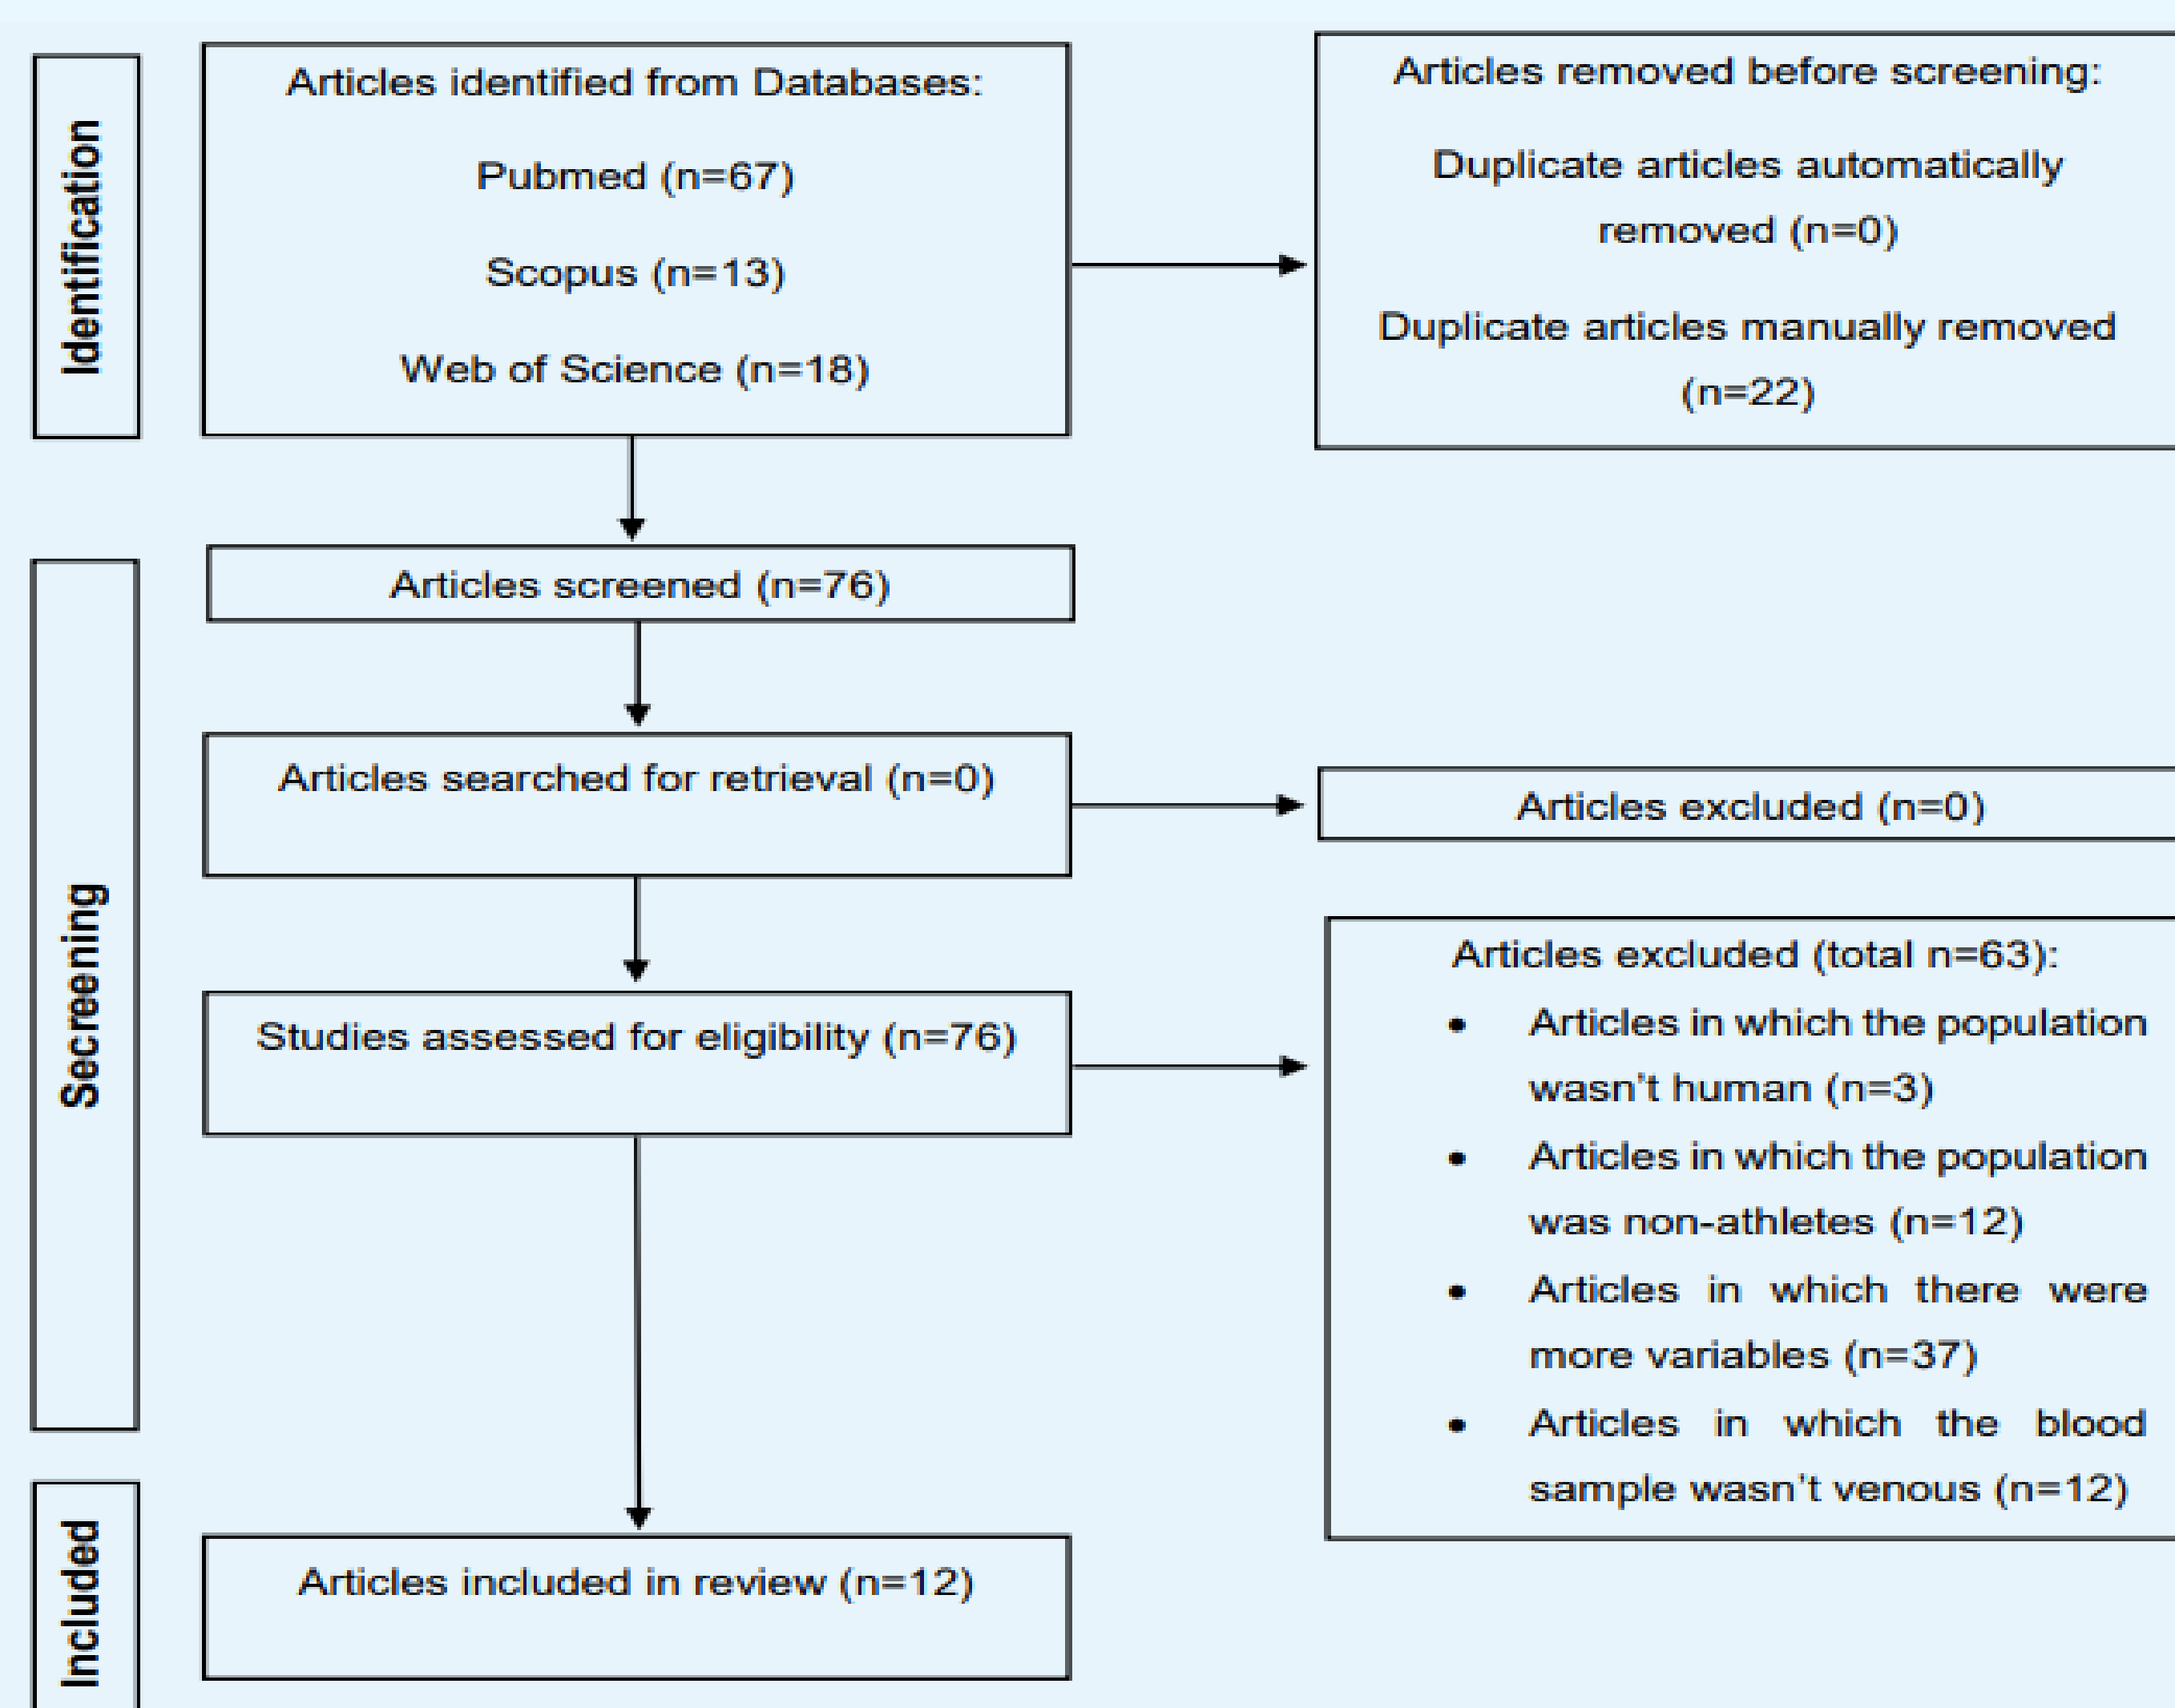 Identification
Articles identified from Databases:
Pubmed (n=67)
Scopus (n=13)
Web of Science (n=18)
Articles removed before screening:
Duplicate articles automatically
removed (n=0)
Duplicate articles manually removed
(n=22)
Screening
Articles screened (n=76)
Articles searched for retrieval (n=0)
Articles excluded (n=0)
Studies assessed for eligibility (n=76)
Articles excluded (total n=63):
• Articles in which the population
wasn't human (n=3)
• Articles in which the population
was non-athletes (n=12)
• Articles in which there were
more variables (n=37)
• Articles in which the blood
sample wasn't venous (n=12)
Included
Articles included in review (n=12)